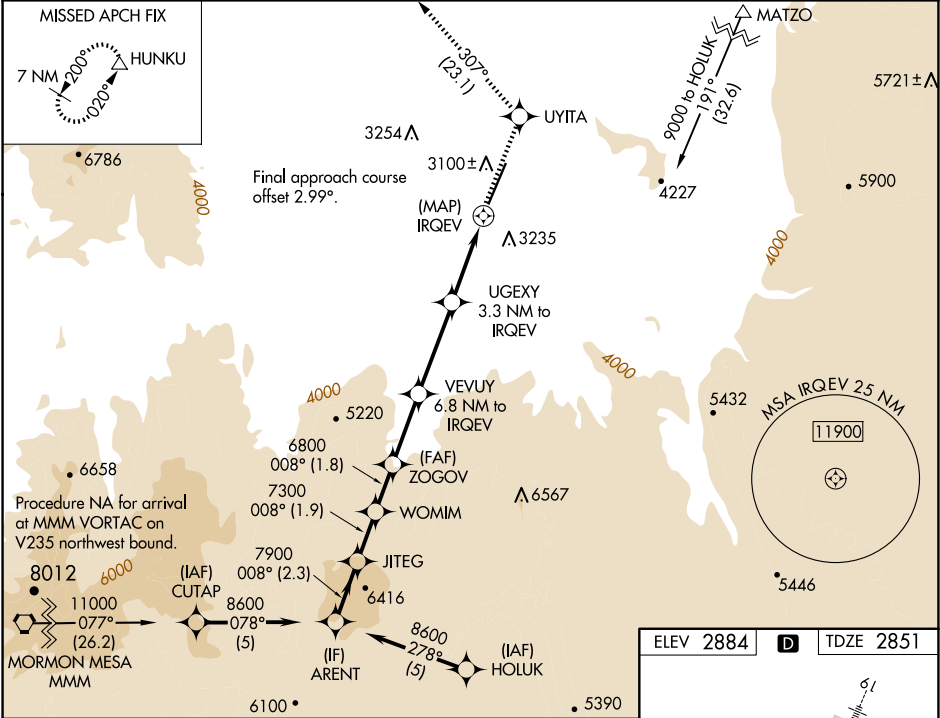 MISSED APCH FIX
HUNKU
7 NM
200°
020°
307°
(23.1)
MATZO
9000 to HOLUK
191°
(32.6)
5721±
UYITA
3254
3100±
6786
4000
Final approach course
offset 2.99°.
4227
5900
(MAP)
IRQEV
3235
4000
UGEXY
3.3 NM to
IRQEV
4000
4000
VEVUY
6.8 NM to
IRQEV
5220
5432
MSA IRQEV 25 NM
11900
6800
008° (1.8)
(FAF)
ZOGOV
6658
7300
008° (1.9)
WOMIM
6567
Procedure NA for arrival
at MMM VORTAC on
V235 northwest bound.
7900
008° (2.3)
JITEG
6000
8012
(IAF)
CUTAP
6416
5446
11000
077°
(26.2)
8600
078°
(5)
8600
278°
(5)
(IAF)
HOLUK
MORMON MESA
MMM
(IF)
ARENT
6100
5390
ELEV 2884
D
TDZE 2851
19